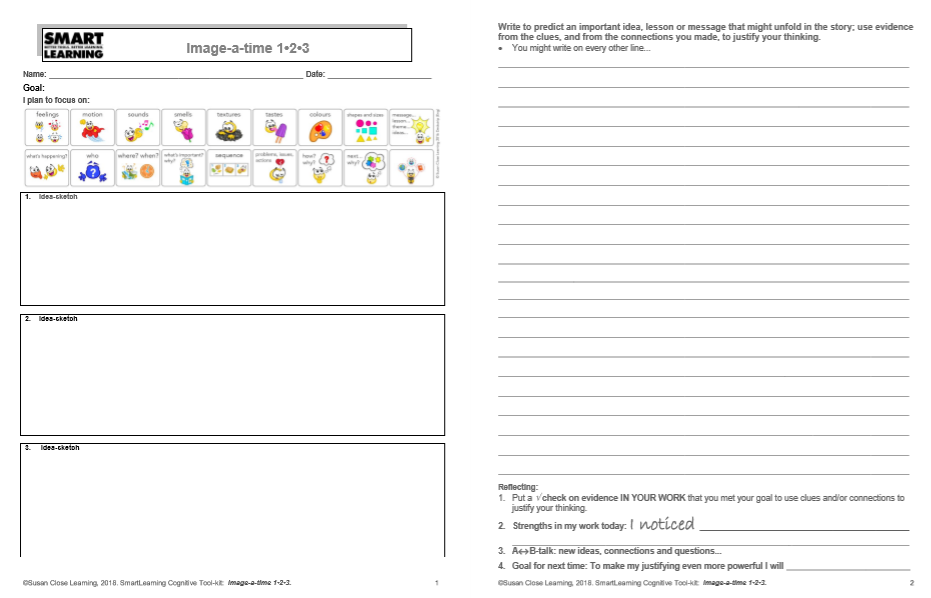 SMART
BETTER TOOLS. BETTER LEARNING.
LEARNING
Image-a-time 1•2•3
Name: ___ Date: ___
Goal:
I plan to focus on:
feelings motion sounds smells textures tastes colours shapes and sizes message... lesson... theme... ideas...
what's happening? who where? when? what's important? why? sequence problems, issues, actions how? why? next...
1. Idea-sketch
2. Idea-sketch
3. Idea-sketch
©Susan Close Learning, 2018. SmartLearning Cognitive Tool-kit: Image-a-time 1-2-3. 1
Write to predict an important idea, lesson or message that might unfold in the story; use evidence
from the clues, and from the connections you made, to justify your thinking.
• You might write on every other line...
Reflecting:
1. Put a √check on evidence IN YOUR WORK that you met your goal to use clues and/or connections to
justify your thinking.
2. Strengths in my work today: I noticed ___
3. A↔B-talk: new ideas, connections and questions...
4. Goal for next time: To make my justifying even more powerful I will ___
©Susan Close Learning, 2018. SmartLearning Cognitive Tool-kit: Image-a-time 1-2-3. 2